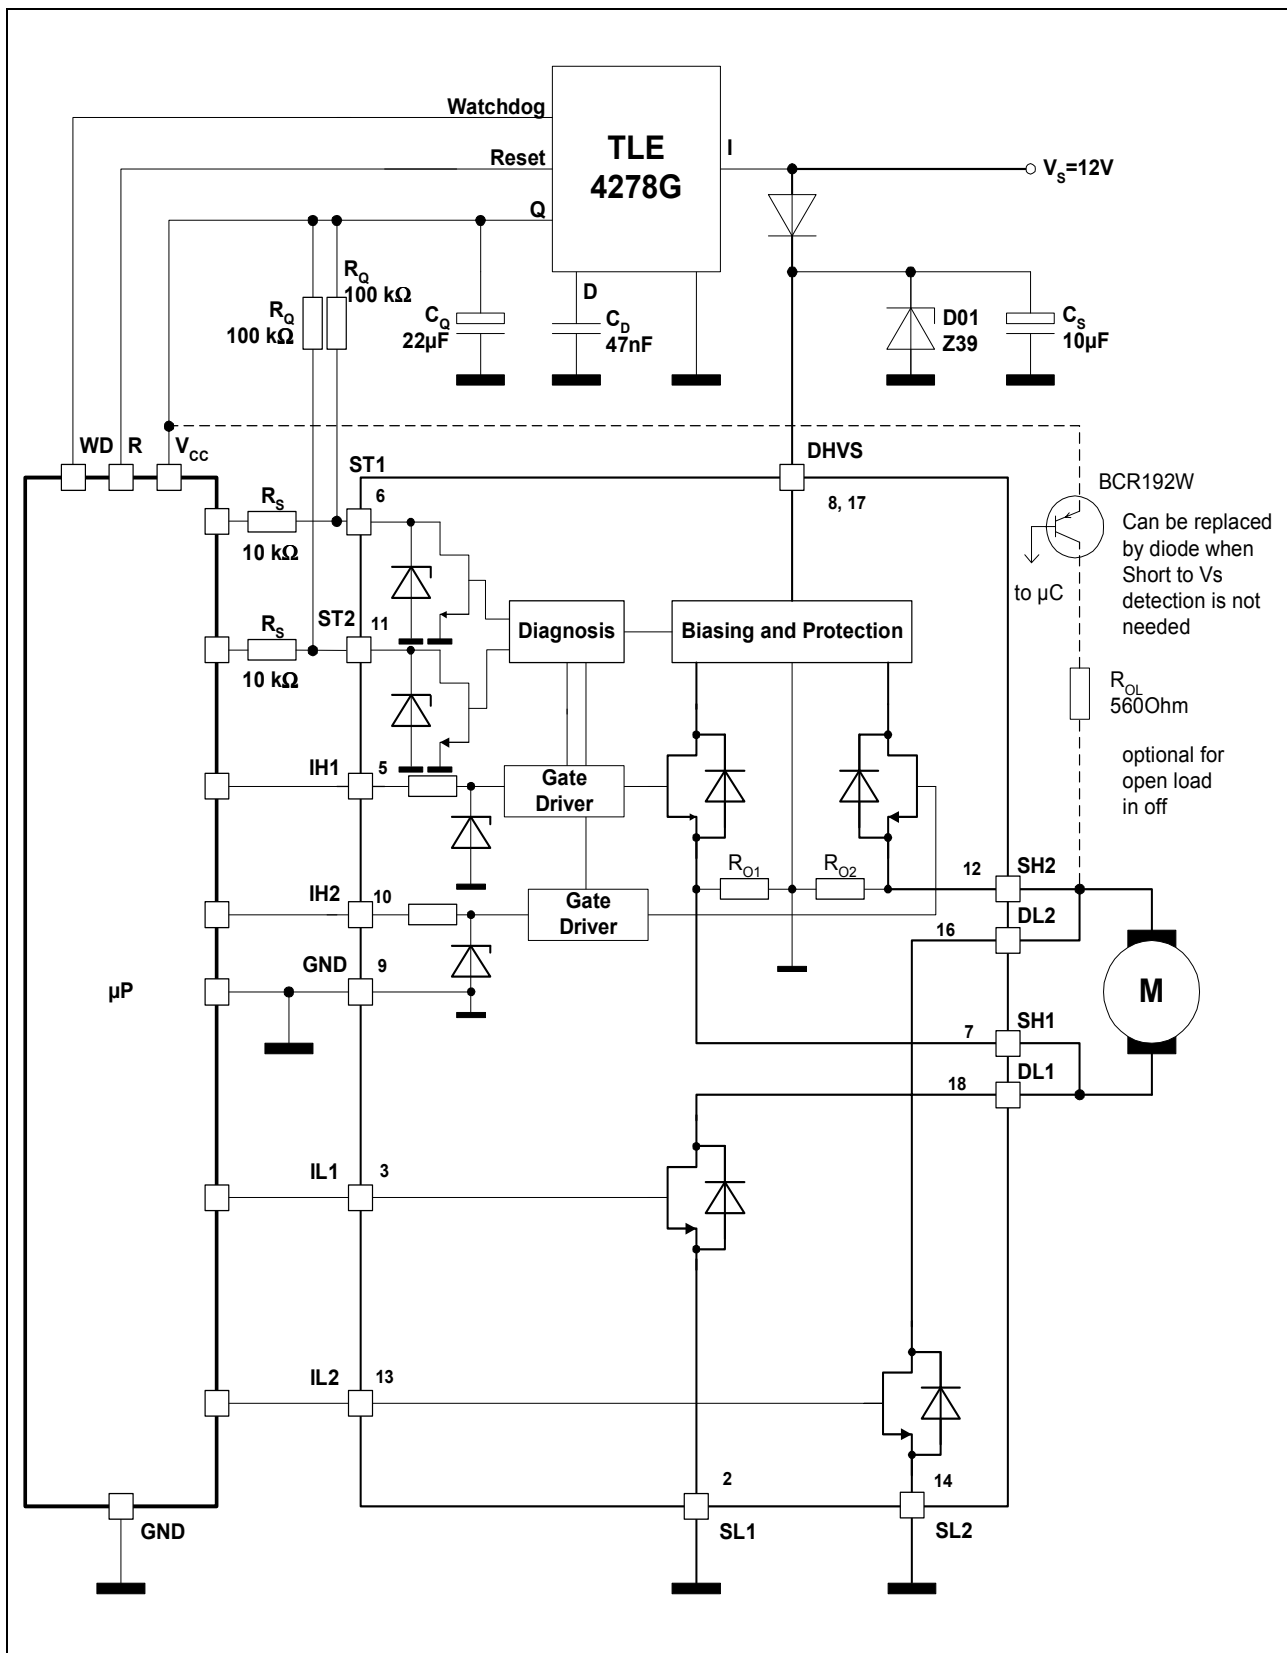 Watchdog
TLE
4278G
I
Reset
V_S=12V
Q
D
R_Q
100 kΩ
R_Q
100 kΩ
C_Q
22µF
C_D
47nF
D01
Z39
C_S
10µF
WD
R
V_CC
ST1
DHVS
BCR192W
R_S
6
8, 17
10 kΩ
Can be replaced
by diode when
Short to Vs
detection is not
needed
to µC
ST2
11
R_S
10 kΩ
Diagnosis
Biasing and Protection
R_OL
560Ohm
optional for
open load
in off
IH1
5
Gate
Driver
R_O1
R_O2
12
SH2
IH2
10
Gate
Driver
DL2
16
GND
9
µP
M
SH1
7
DL1
18
IL1
3
IL2
13
2
14
GND
SL1
SL2